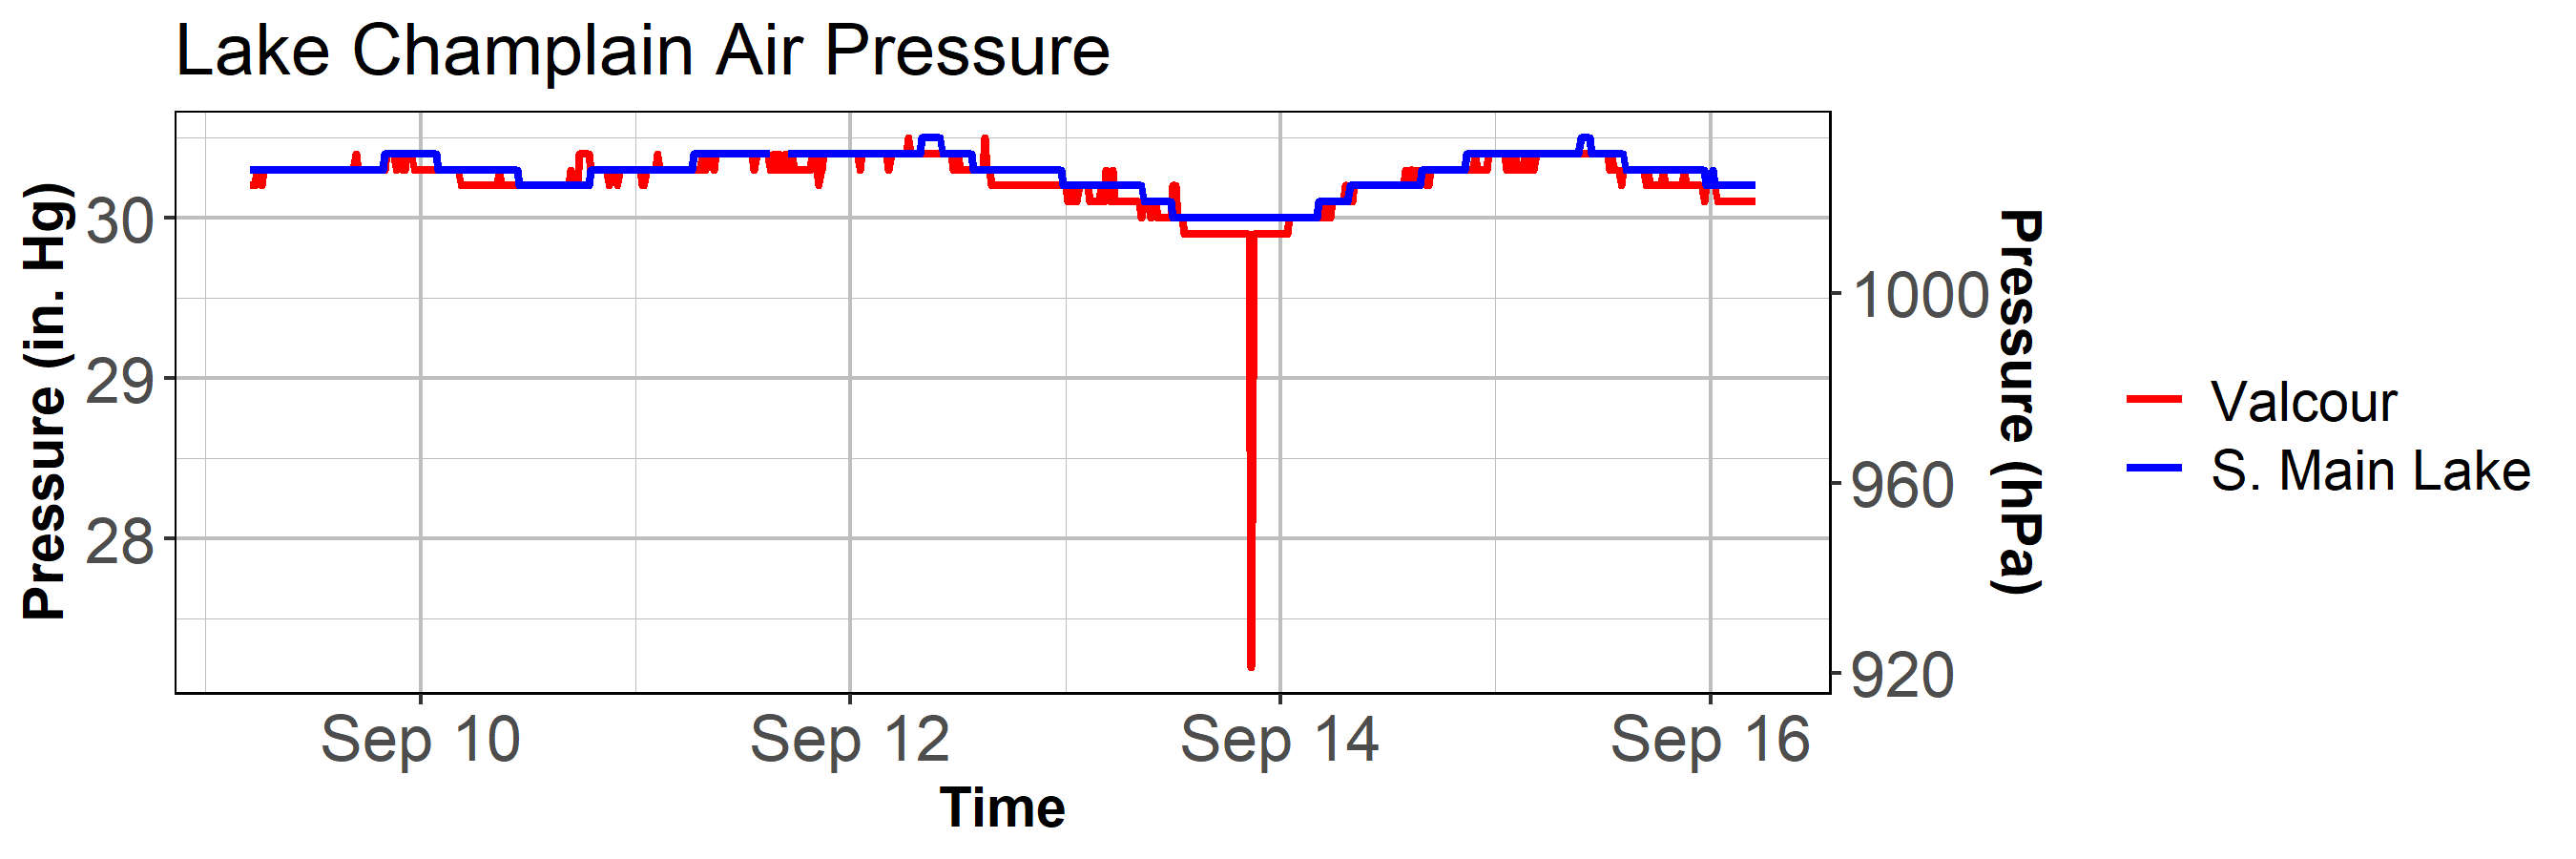 Lake Champlain Air Pressure
Pressure (in. Hg)
30
29
28
1000
960
920
Pressure (hPa)
Valcour
S. Main Lake
Sep 10
Sep 12
Sep 14
Sep 16
Time